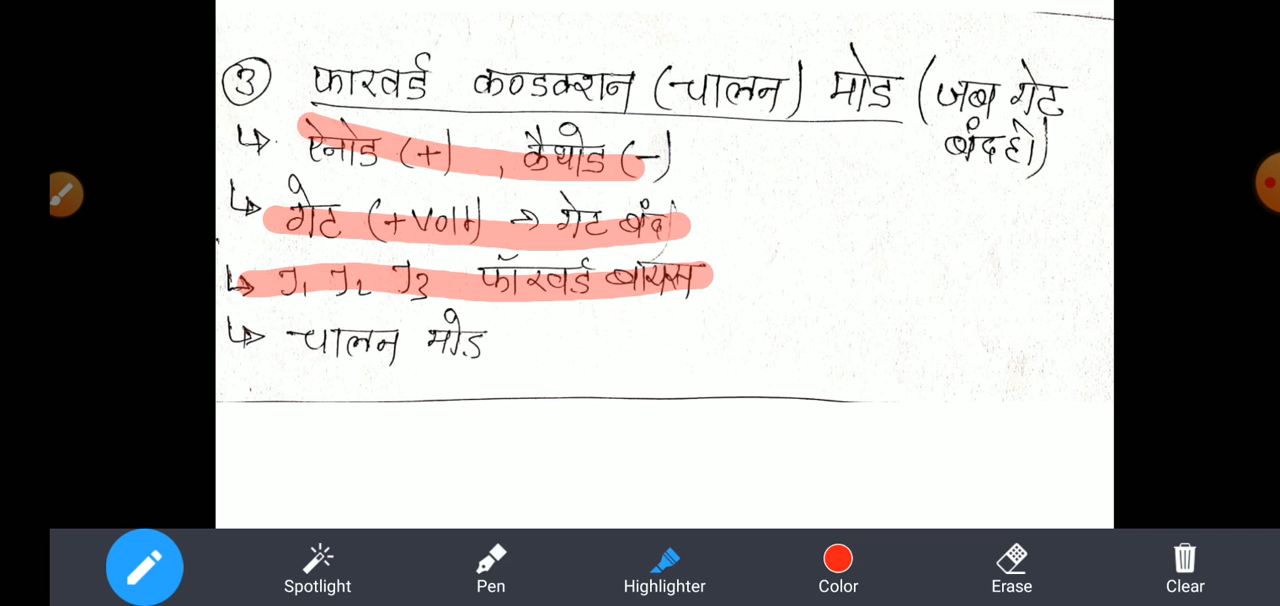 ③ फारवर्ड कण्डक्शन (चालन) मोड (जब गेट बंद हो)
↳ ऐनोड (+), कैथोड (-)
↳ गेट (+Volt) → गेट बंद
↳ J1 J2 J3 फॉरवर्ड बायस
↳ चालन मोड
Spotlight Pen Highlighter Color Erase Clear